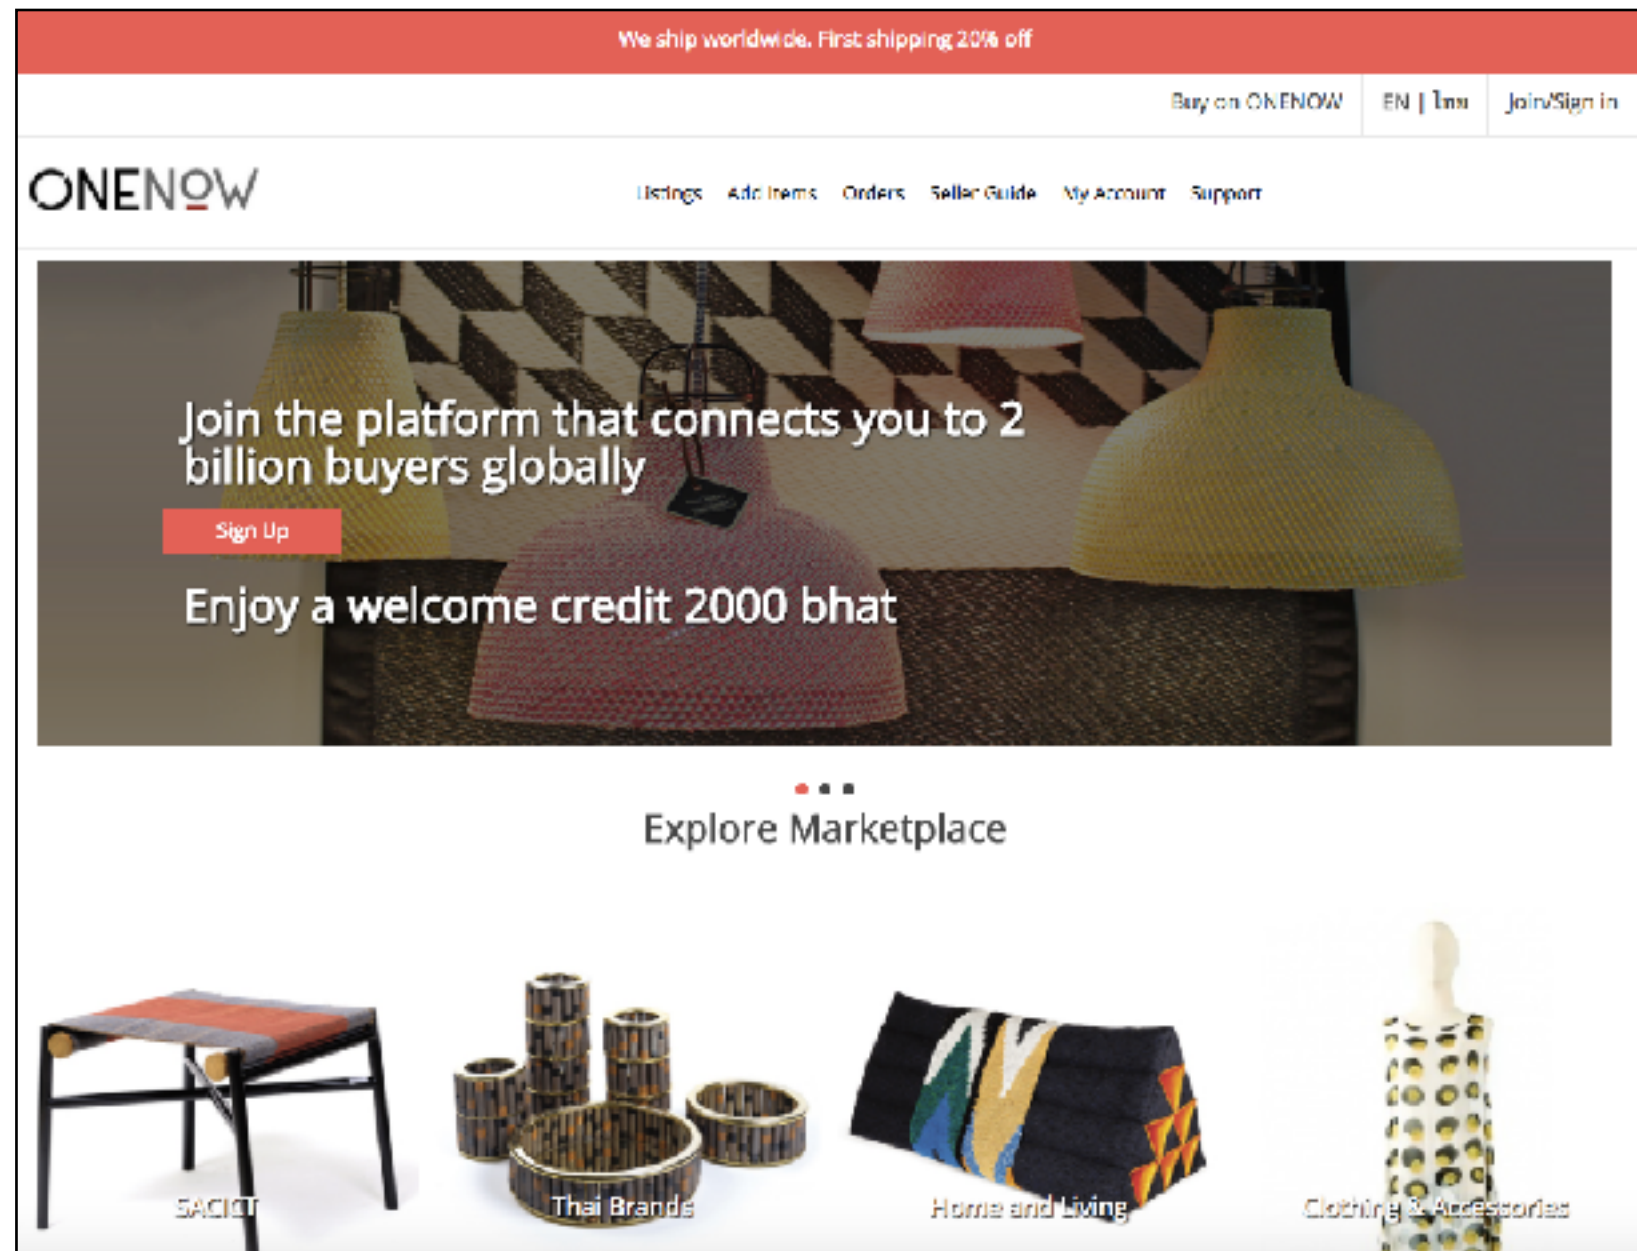 We ship worldwide. First shipping 20% off
Buy on ONENOW EN | ไทย Join/Sign in
ONENOW
Listings Add Items Orders Seller Guide My Account Support
Join the platform that connects you to 2
billion buyers globally
Sign Up
Enjoy a welcome credit 2000 bhat
Explore Marketplace
SACICT Thai Brands Home and Living Clothing & Accessories